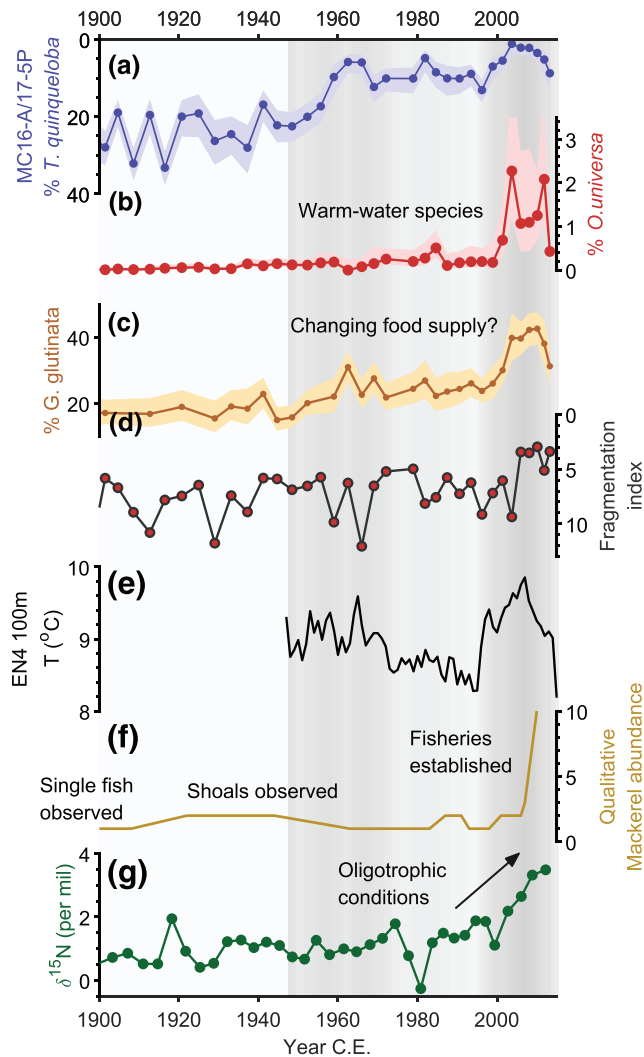 1900 1920 1940 1960 1980 2000
(a)
MC16-A/17-5P
% T. quinqueloba
0
20
40
(b)
Warm-water species
% O.universa
3
2
1
0
(c)
Changing food supply?
% G. glutinata
40
20
(d)
Fragmentation
index
0
5
10
(e)
EN4 100m
T (°C)
10
9
8
(f)
Single fish
observed
Shoals observed
Fisheries
established
Qualitative
Mackerel abundance
10
5
0
(g)
Oligotrophic
conditions
δ15N (per mil)
4
2
0
1900 1920 1940 1960 1980 2000
Year C.E.